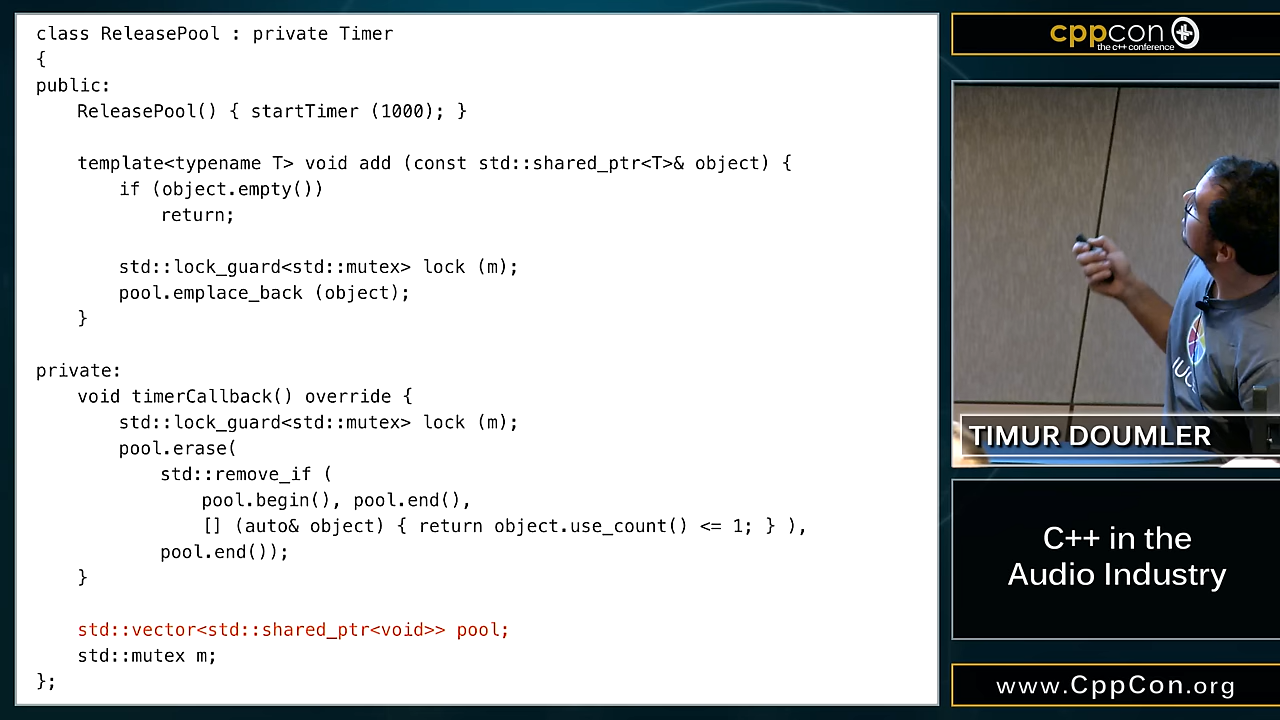 class ReleasePool : private Timer
{
public:
    ReleasePool() { startTimer (1000); }

    template<typename T> void add (const std::shared_ptr<T>& object) {
        if (object.empty())
            return;

        std::lock_guard<std::mutex> lock (m);
        pool.emplace_back (object);
    }

private:
    void timerCallback() override {
        std::lock_guard<std::mutex> lock (m);
        pool.erase(
            std::remove_if (
                pool.begin(), pool.end(),
                [] (auto& object) { return object.use_count() <= 1; } ),
            pool.end());
    }

    std::vector<std::shared_ptr<void>> pool;
    std::mutex m;
};
cppcon
the c++ conference
TIMUR DOUMLER
C++ in the
Audio Industry
www.CppCon.org